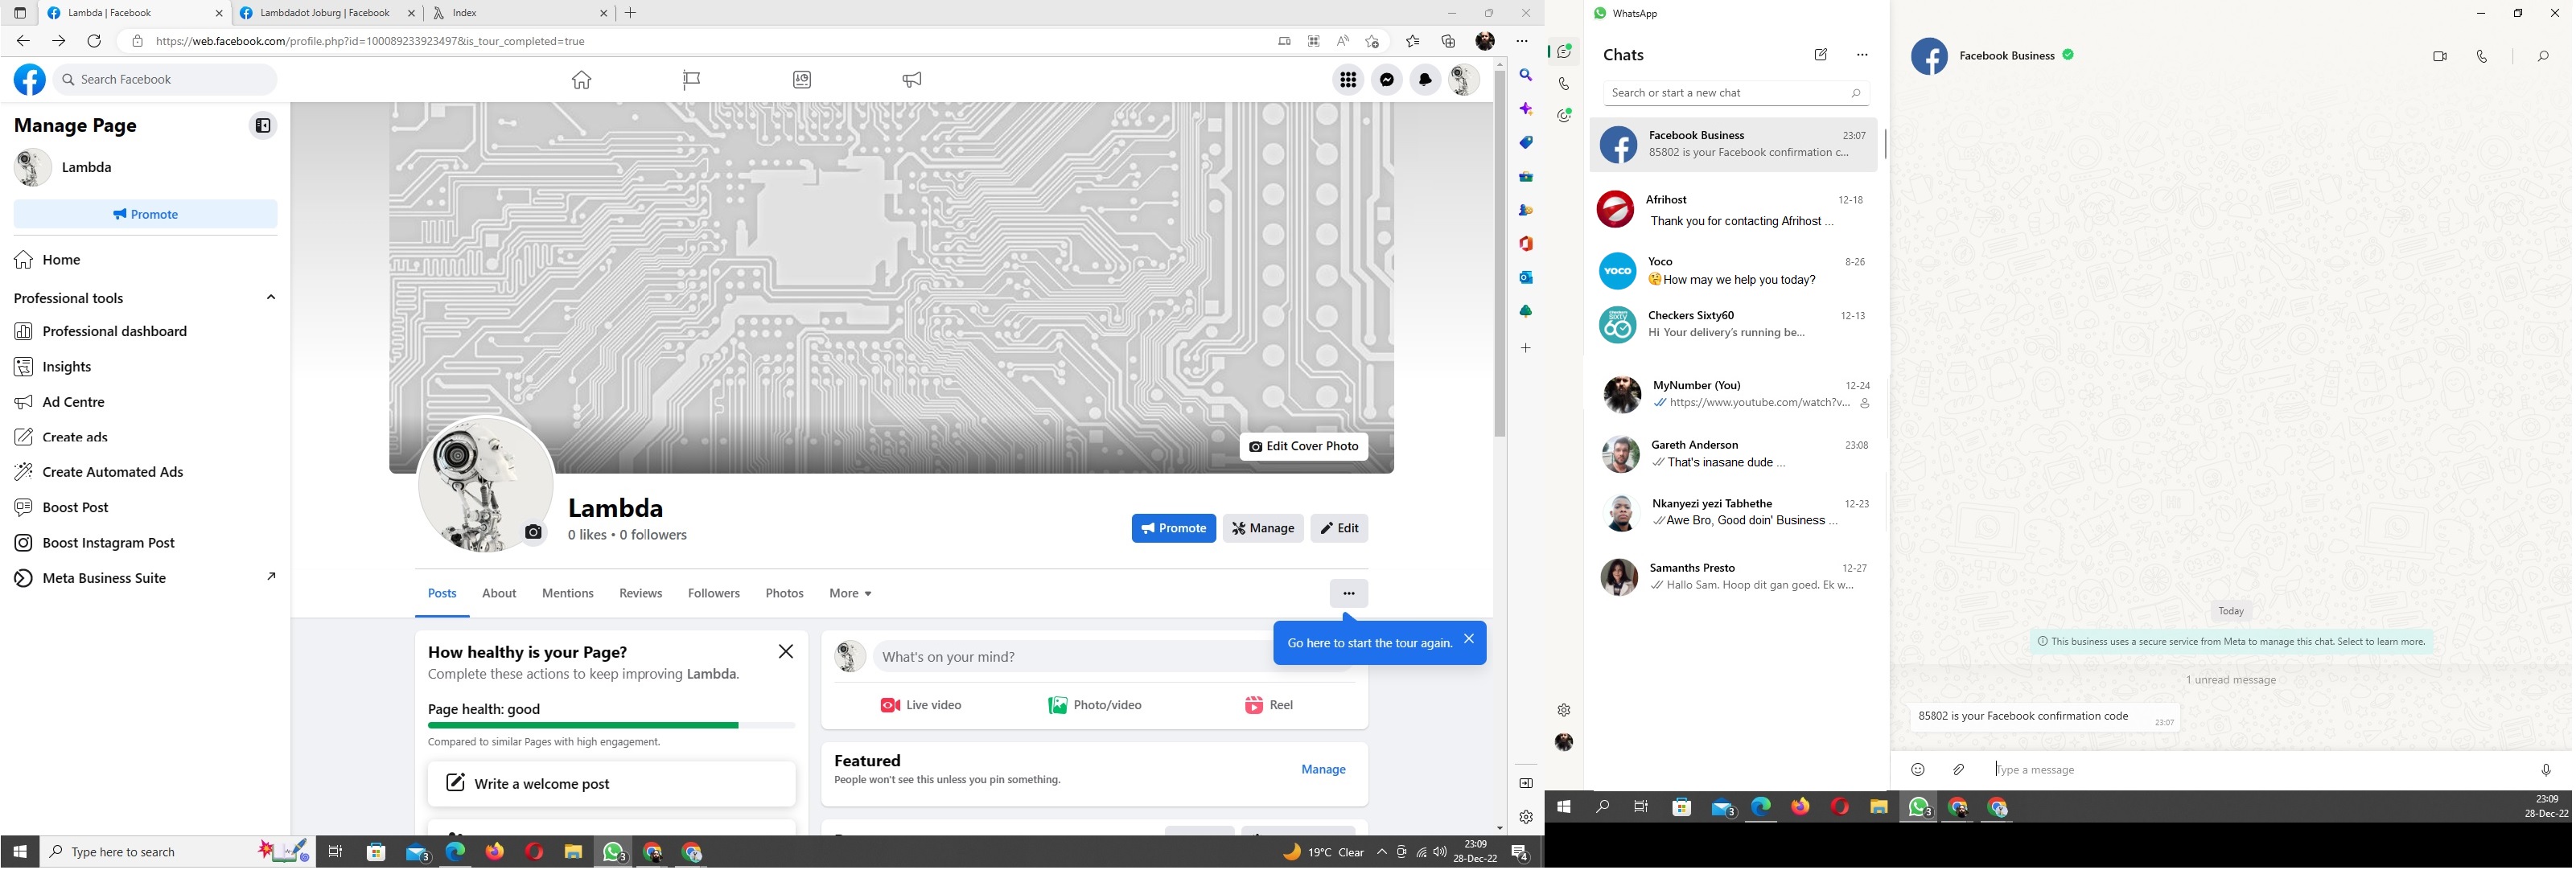 Lambda | Facebook
Lambdadot Joburg | Facebook
Index
https://web.facebook.com/profile.php?id=100089233923497&is_tour_completed=true
Search Facebook
Manage Page
Lambda
Promote
Home
Professional tools
Professional dashboard
Insights
Ad Centre
Create ads
Create Automated Ads
Boost Post
Boost Instagram Post
Meta Business Suite
Edit Cover Photo
Lambda
0 likes • 0 followers
Promote
Manage
Edit
Posts
About
Mentions
Reviews
Followers
Photos
More
Go here to start the tour again.
How healthy is your Page?
Complete these actions to keep improving Lambda.
Page health: good
Compared to similar Pages with high engagement.
Write a welcome post
What's on your mind?
Live video
Photo/video
Reel
Featured
People won't see this unless you pin something.
Manage
Type here to search
3
3
19°C Clear
23:09
28-Dec-22
4
WhatsApp
Chats
Search or start a new chat
Facebook Business
23:07
85802 is your Facebook confirmation c...
Afrihost
12-18
Thank you for contacting Afrihost ...
YOCO
Yoco
8-26
How may we help you today?
Checkers
SIXTY
60
Checkers Sixty60
12-13
Hi Your delivery's running be...
MyNumber (You)
12-24
https://www.youtube.com/watch?v...
Gareth Anderson
23:08
That's inasane dude ...
Nkanyezi yezi Tabhethe
12-23
Awe Bro, Good doin' Business ...
Samanths Presto
12-27
Hallo Sam. Hoop dit gan goed. Ek w...
Facebook Business
Today
This business uses a secure service from Meta to manage this chat. Select to learn more.
1 unread message
85802 is your Facebook confirmation code
23:07
Type a message
3
3
23:09
28-Dec-22